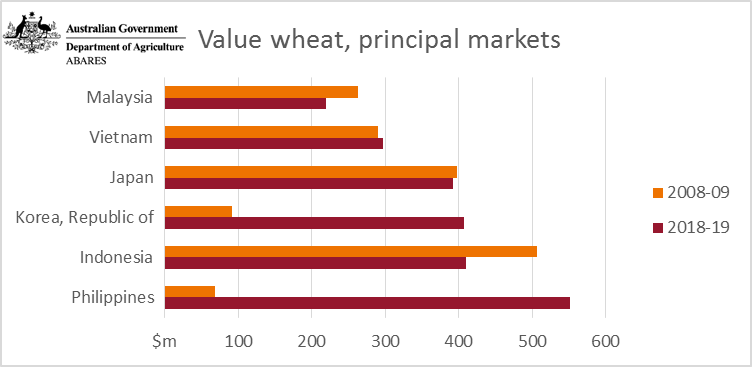 Australian Government
Department of Agriculture
ABARES
Value wheat, principal markets
Malaysia
Vietnam
Japan
Korea, Republic of
Indonesia
Philippines
2008-09
2018-19
$m 100 200 300 400 500 600